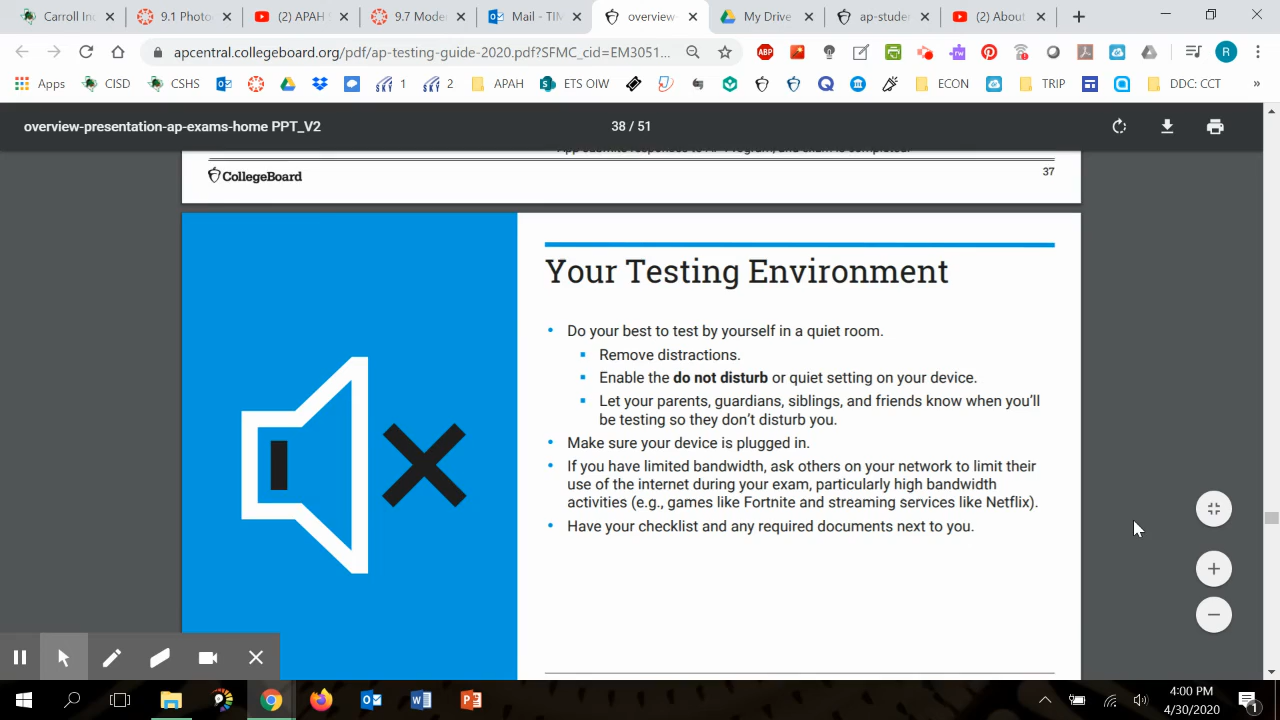 Carroll Inc
9.1 Photo
(2) APAH S
9.7 Mode
Mail - TIM
overview-
My Drive
ap-stude
(2) About
apcentral.collegeboard.org/pdf/ap-testing-guide-2020.pdf?SFMC_cid=EM3051...
ABP
rw
R
Apps
CISD
CSHS
1
2
APAH
ETS OIW
ECON
TRIP
DDC: CCT
»
overview-presentation-ap-exams-home PPT_V2
38 / 51
CollegeBoard
37
Your Testing Environment
• Do your best to test by yourself in a quiet room.
▪ Remove distractions.
▪ Enable the do not disturb or quiet setting on your device.
▪ Let your parents, guardians, siblings, and friends know when you'll
be testing so they don't disturb you.
• Make sure your device is plugged in.
• If you have limited bandwidth, ask others on your network to limit their
use of the internet during your exam, particularly high bandwidth
activities (e.g., games like Fortnite and streaming services like Netflix).
• Have your checklist and any required documents next to you.
4:00 PM
4/30/2020
1